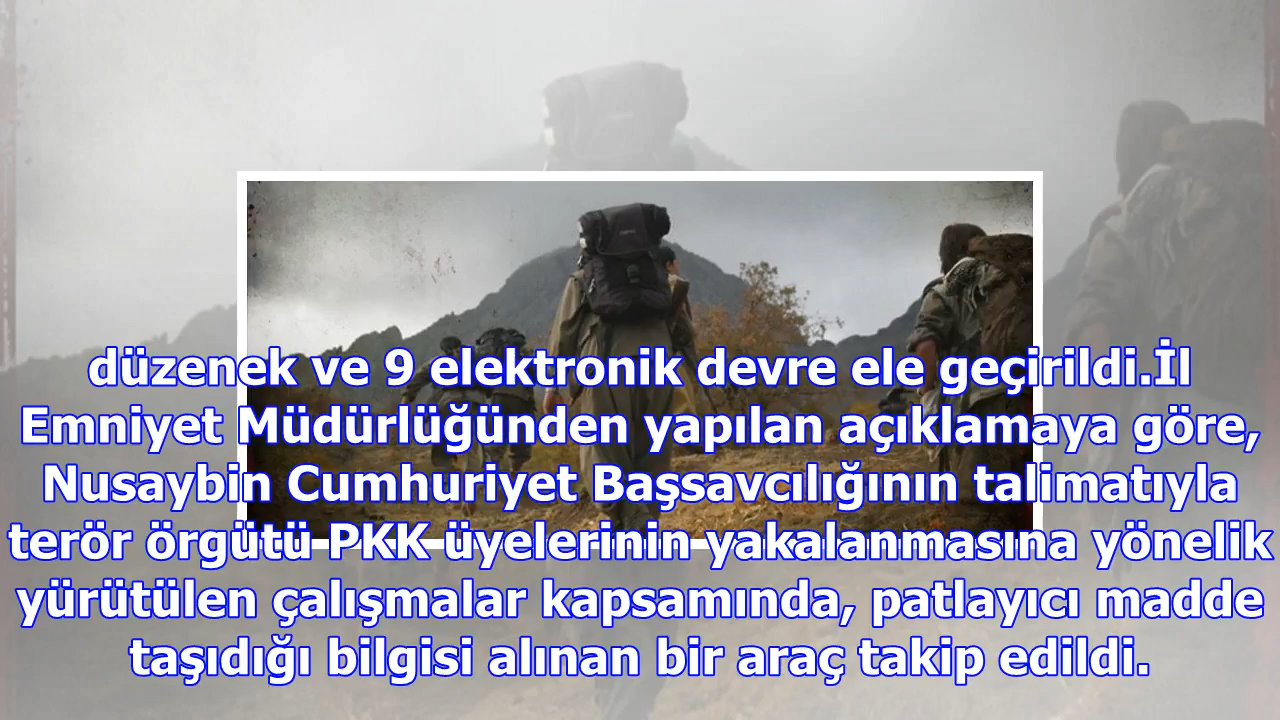 düzenek ve 9 elektronik devre ele geçirildi.İl
Emniyet Müdürlüğünden yapılan açıklamaya göre,
Nusaybin Cumhuriyet Başsavcılığının talimatıyla
terör örgütü PKK üyelerinin yakalanmasına yönelik
yürütülen çalışmalar kapsamında, patlayıcı madde
taşıdığı bilgisi alınan bir araç takip edildi.